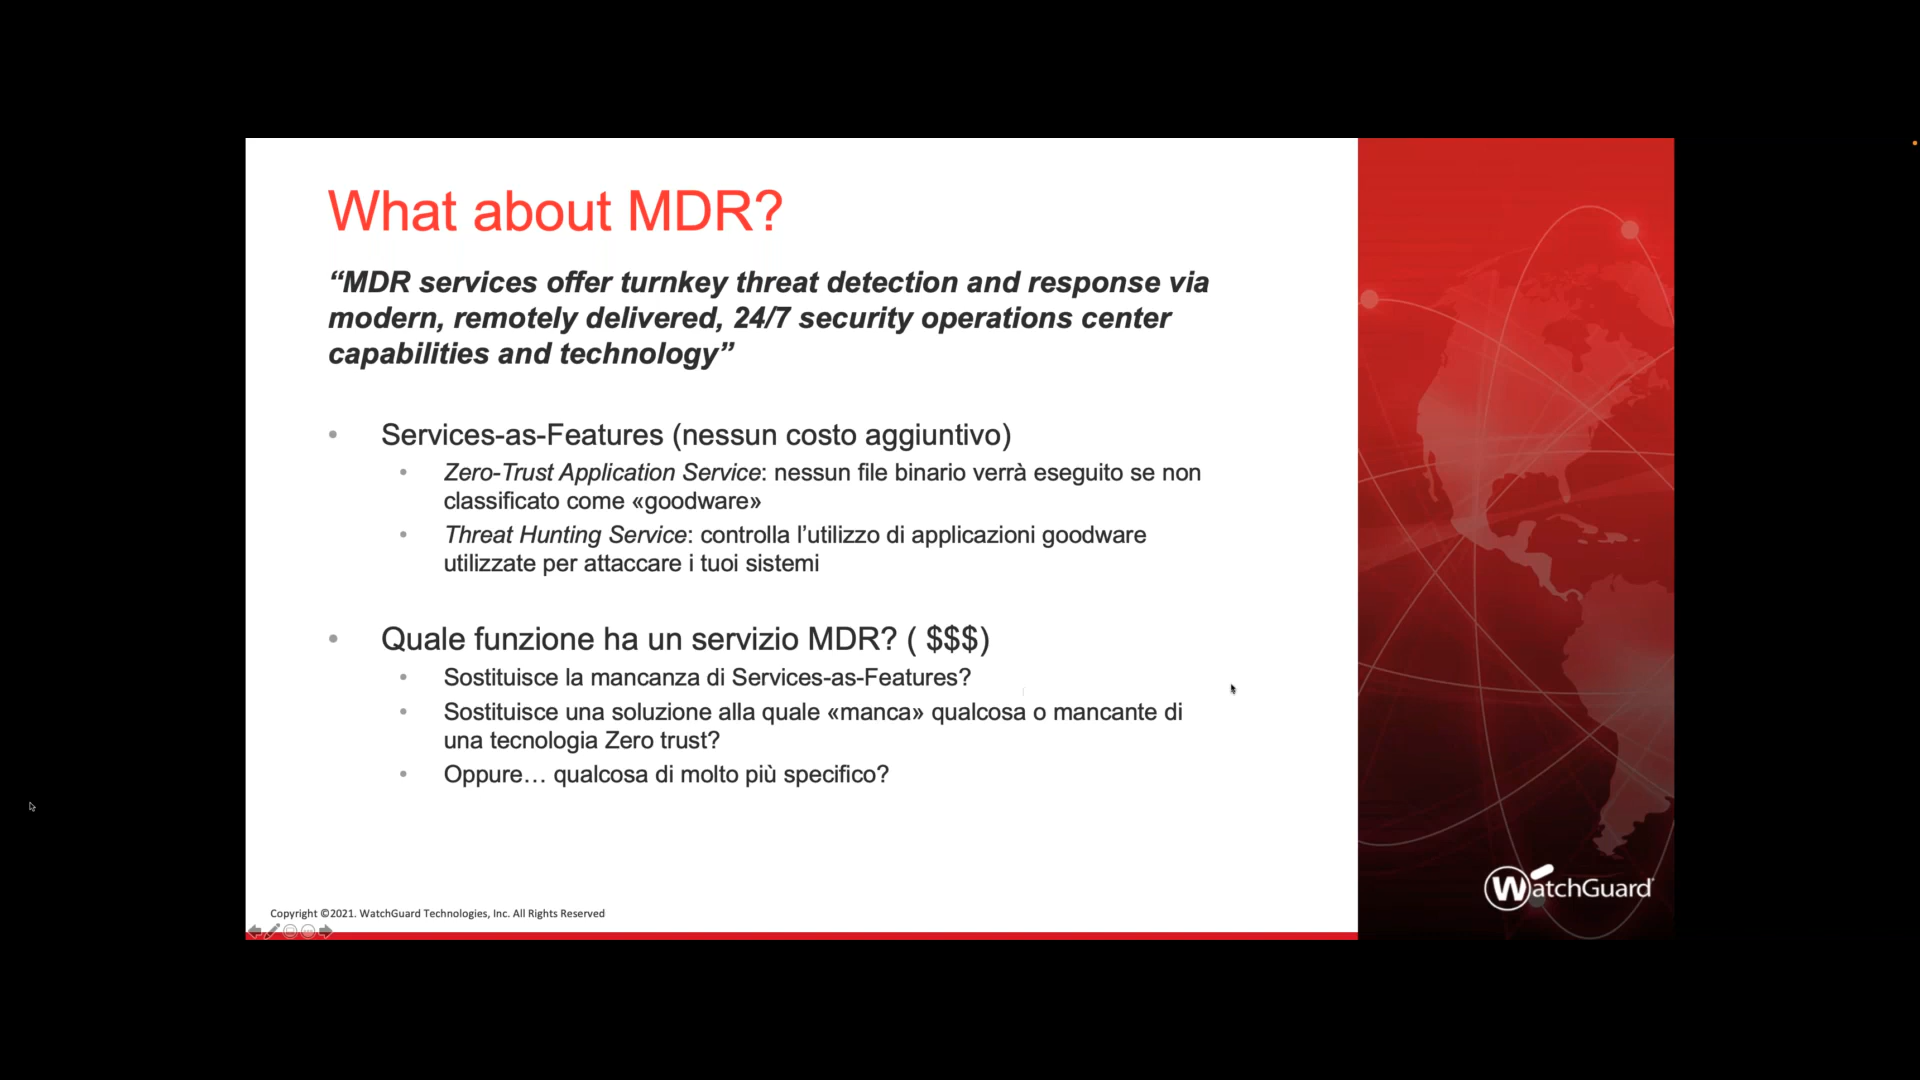 What about MDR?
“MDR services offer turnkey threat detection and response via
modern, remotely delivered, 24/7 security operations center
capabilities and technology”
• Services-as-Features (nessun costo aggiuntivo)
• Zero-Trust Application Service: nessun file binario verrà eseguito se non
classificato come «goodware»
• Threat Hunting Service: controlla l’utilizzo di applicazioni goodware
utilizzate per attaccare i tuoi sistemi
• Quale funzione ha un servizio MDR? ( $$$)
• Sostituisce la mancanza di Services-as-Features?
• Sostituisce una soluzione alla quale «manca» qualcosa o mancante di
una tecnologia Zero trust?
• Oppure… qualcosa di molto più specifico?
WatchGuard
Copyright ©2021. WatchGuard Technologies, Inc. All Rights Reserved